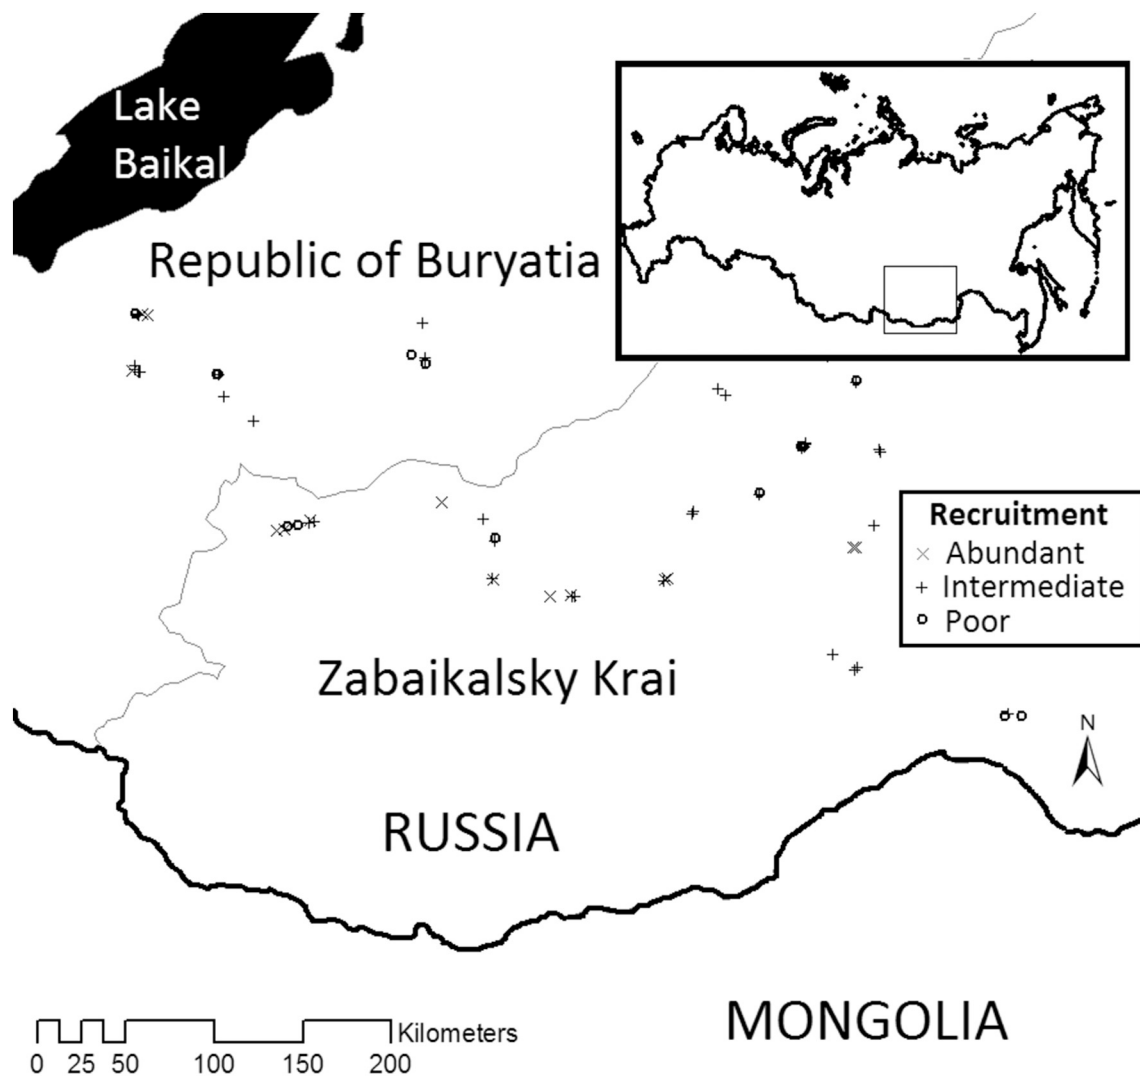 Lake
Baikal
Republic of Buryatia
Recruitment
Abundant
Intermediate
Poor
Zabaikalsky Krai
N
RUSSIA
MONGOLIA
Kilometers
0 25 50 100 150 200